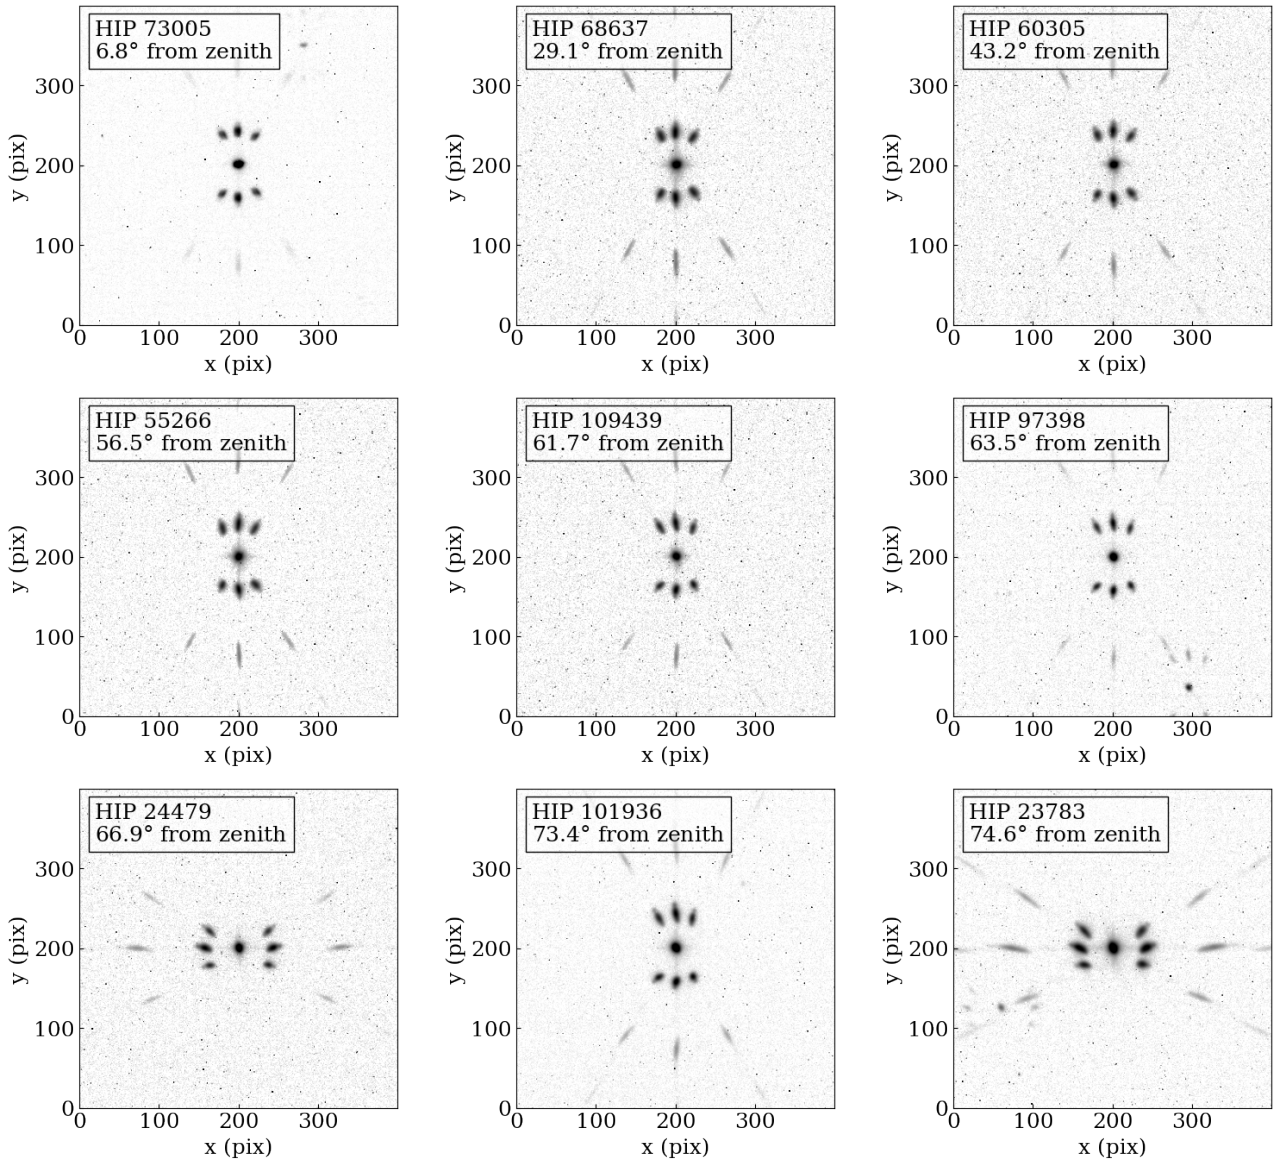 HIP 73005
6.8° from zenith
300
200
100
0
y (pix)
0 100 200 300
x (pix)
HIP 68637
29.1° from zenith
300
200
100
0
y (pix)
0 100 200 300
x (pix)
HIP 60305
43.2° from zenith
300
200
100
0
y (pix)
0 100 200 300
x (pix)
HIP 55266
56.5° from zenith
300
200
100
0
y (pix)
0 100 200 300
x (pix)
HIP 109439
61.7° from zenith
300
200
100
0
y (pix)
0 100 200 300
x (pix)
HIP 97398
63.5° from zenith
300
200
100
0
y (pix)
0 100 200 300
x (pix)
HIP 24479
66.9° from zenith
300
200
100
0
y (pix)
0 100 200 300
x (pix)
HIP 101936
73.4° from zenith
300
200
100
0
y (pix)
0 100 200 300
x (pix)
HIP 23783
74.6° from zenith
300
200
100
0
y (pix)
0 100 200 300
x (pix)